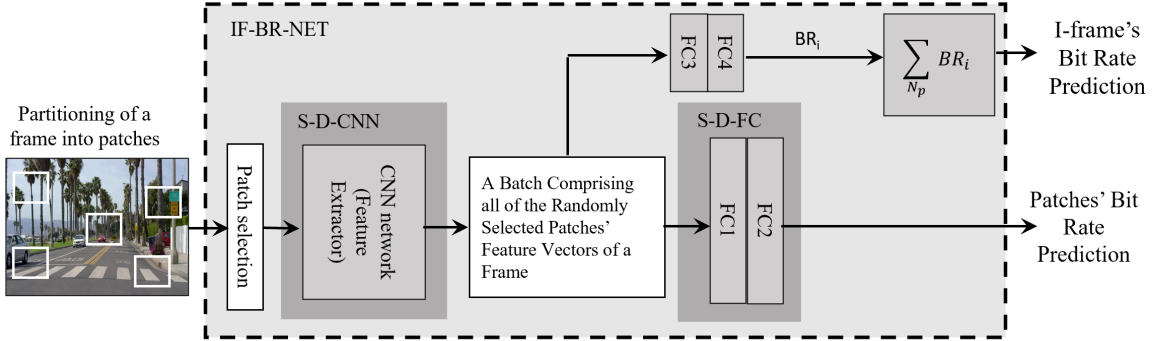 IF-BR-NET
Partitioning of a
frame into patches
Patch selection
S-D-CNN
CNN network
(Feature
Extractor)
A Batch Comprising
all of the Randomly
Selected Patches'
Feature Vectors of a
Frame
FC3
FC4
BRi
∑ BRi
Np
I-frame's
Bit Rate
Prediction
S-D-FC
FC1
FC2
Patches' Bit
Rate
Prediction